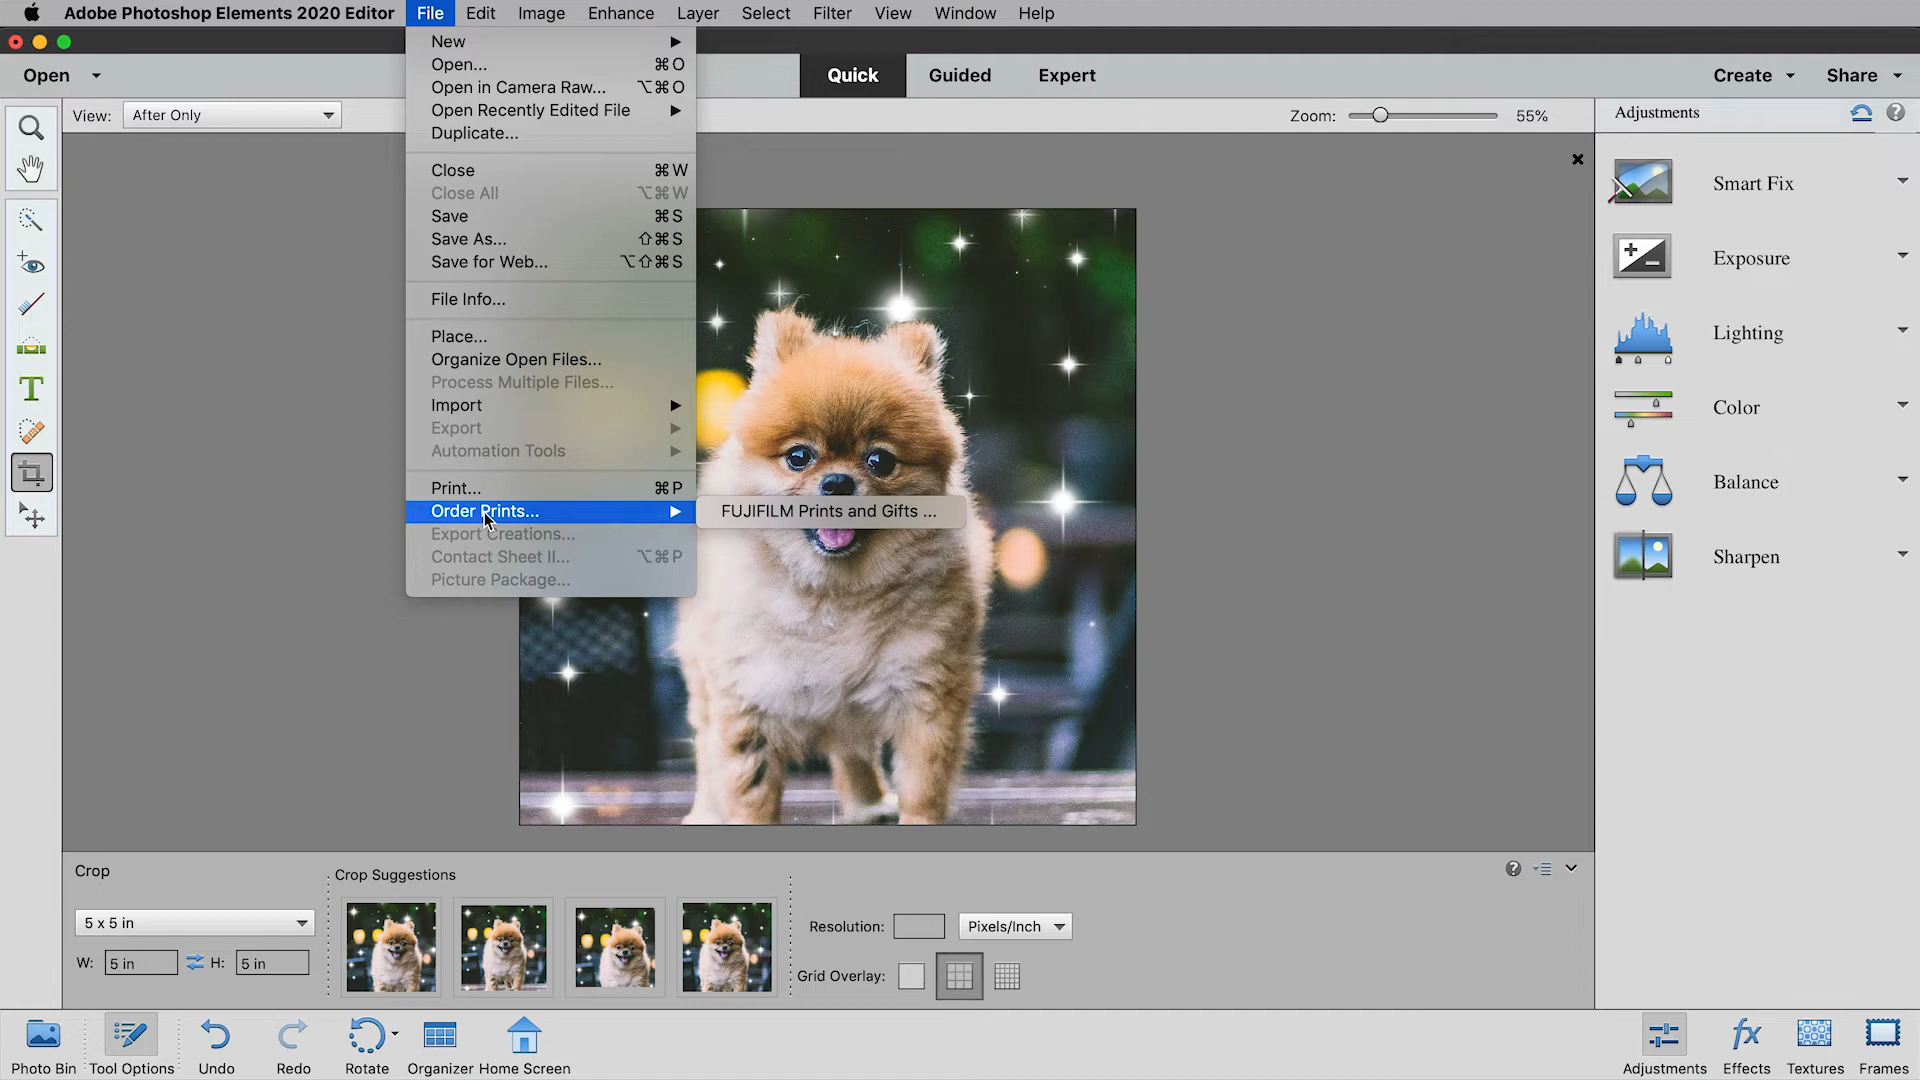 Adobe Photoshop Elements 2020 Editor File Edit Image Enhance Layer Select Filter View Window Help
Open Quick Guided Expert Create Share
View: After Only Zoom: 55% Adjustments
New
Open... ⌘O
Open in Camera Raw... ⌥⌘O
Open Recently Edited File
Duplicate...
Close ⌘W
Close All ⌥⌘W
Save ⌘S
Save As... ⇧⌘S
Save for Web... ⌥⇧⌘S
File Info...
Place...
Organize Open Files...
Process Multiple Files...
Import
Export
Automation Tools
Print... ⌘P
Order Prints... FUJIFILM Prints and Gifts ...
Export Creations...
Contact Sheet II... ⌥⌘P
Picture Package...
Smart Fix
Exposure
Lighting
Color
Balance
Sharpen
Crop
5 x 5 in
W: 5 in H: 5 in
Crop Suggestions
Resolution: Pixels/Inch
Grid Overlay:
Photo Bin Tool Options Undo Redo Rotate Organizer Home Screen Adjustments Effects Textures Frames